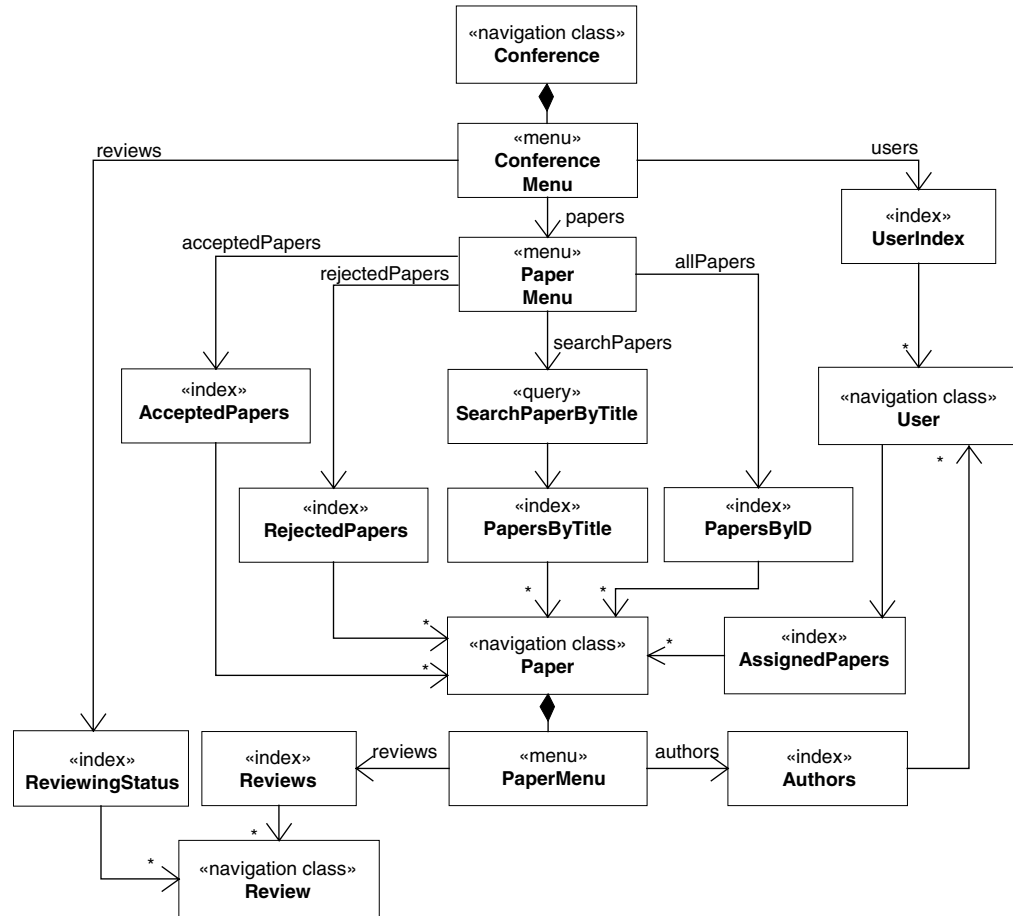 «navigation class»
Conference
reviews
«menu»
Conference
Menu
users
papers
«index»
UserIndex
acceptedPapers
rejectedPapers
«menu»
Paper
Menu
allPapers
searchPapers
*
«index»
AcceptedPapers
«query»
SearchPaperByTitle
«navigation class»
User
*
«index»
RejectedPapers
«index»
PapersByTitle
«index»
PapersByID
*
*
*
*
«navigation class»
Paper
*
«index»
AssignedPapers
«index»
ReviewingStatus
«index»
Reviews
reviews
«menu»
PaperMenu
authors
«index»
Authors
*
*
«navigation class»
Review